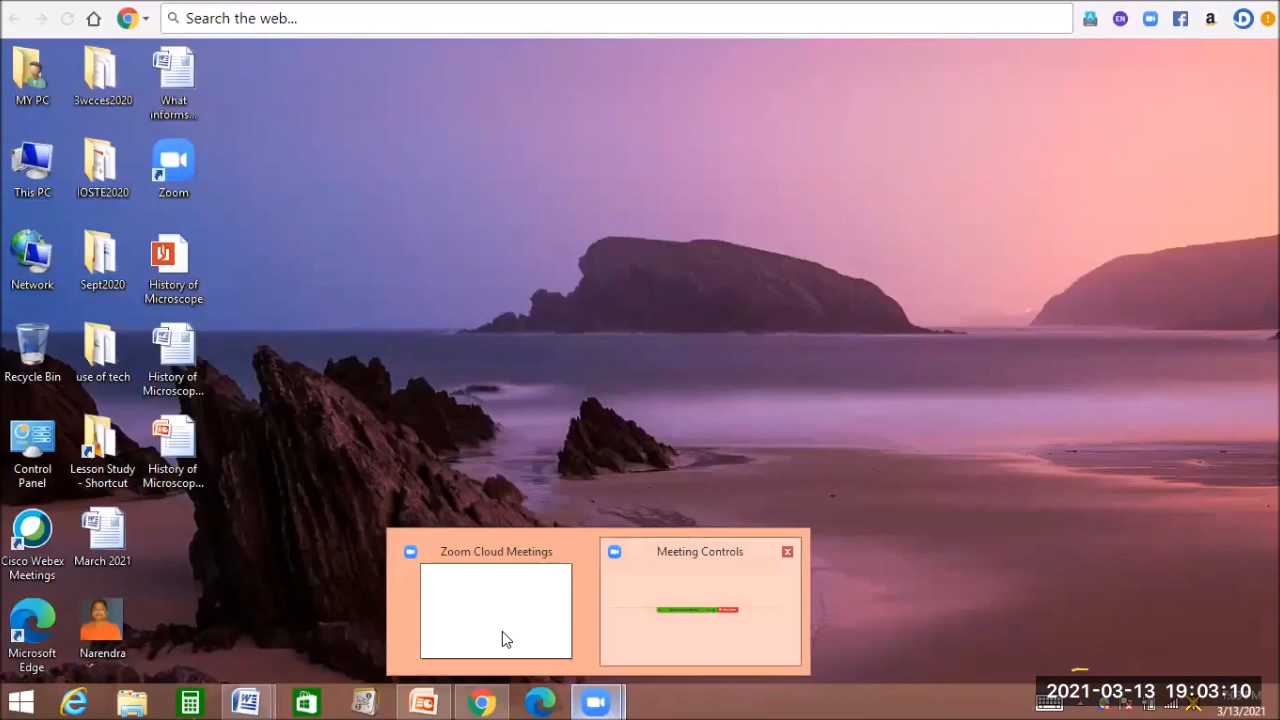 Search the web...
EN
MY PC
3wcces2020
What
informs...
This PC
IOSTE2020
Zoom
Network
Sept2020
History of
Microscope
Recycle Bin
use of tech
History of
Microscop...
Control
Panel
Lesson Study
- Shortcut
History of
Microscop...
Cisco Webex
Meetings
March 2021
Microsoft
Edge
Narendra
Zoom Cloud Meetings
Meeting Controls
2021-03-13 19:03:10
3/13/2021